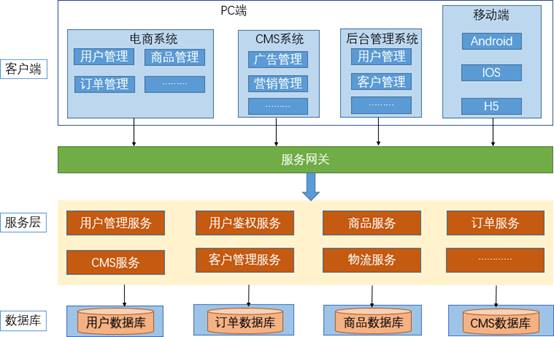 PC端
移动端
电商系统
CMS系统
后台管理系统
用户管理
商品管理
订单管理
………
广告管理
营销管理
………
用户管理
客户管理
………
Android
IOS
H5
客户端
服务网关
服务层
用户管理服务
用户鉴权服务
商品服务
订单服务
CMS服务
客户管理服务
物流服务
…………
数据库
用户数据库
订单数据库
商品数据库
CMS数据库